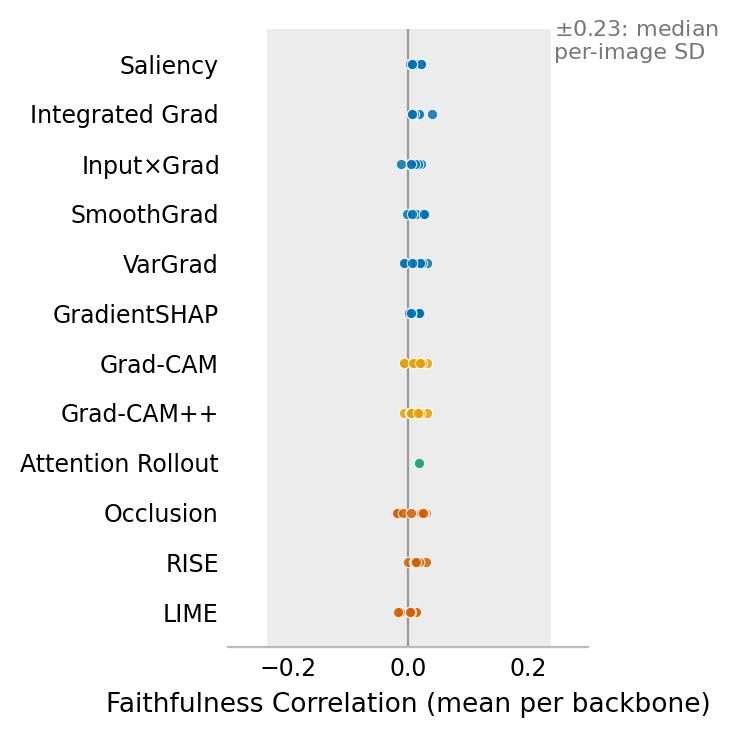 ±0.23: median
per-image SD
Saliency
Integrated Grad
Input×Grad
SmoothGrad
VarGrad
GradientSHAP
Grad-CAM
Grad-CAM++
Attention Rollout
Occlusion
RISE
LIME
−0.2 0.0 0.2
Faithfulness Correlation (mean per backbone)